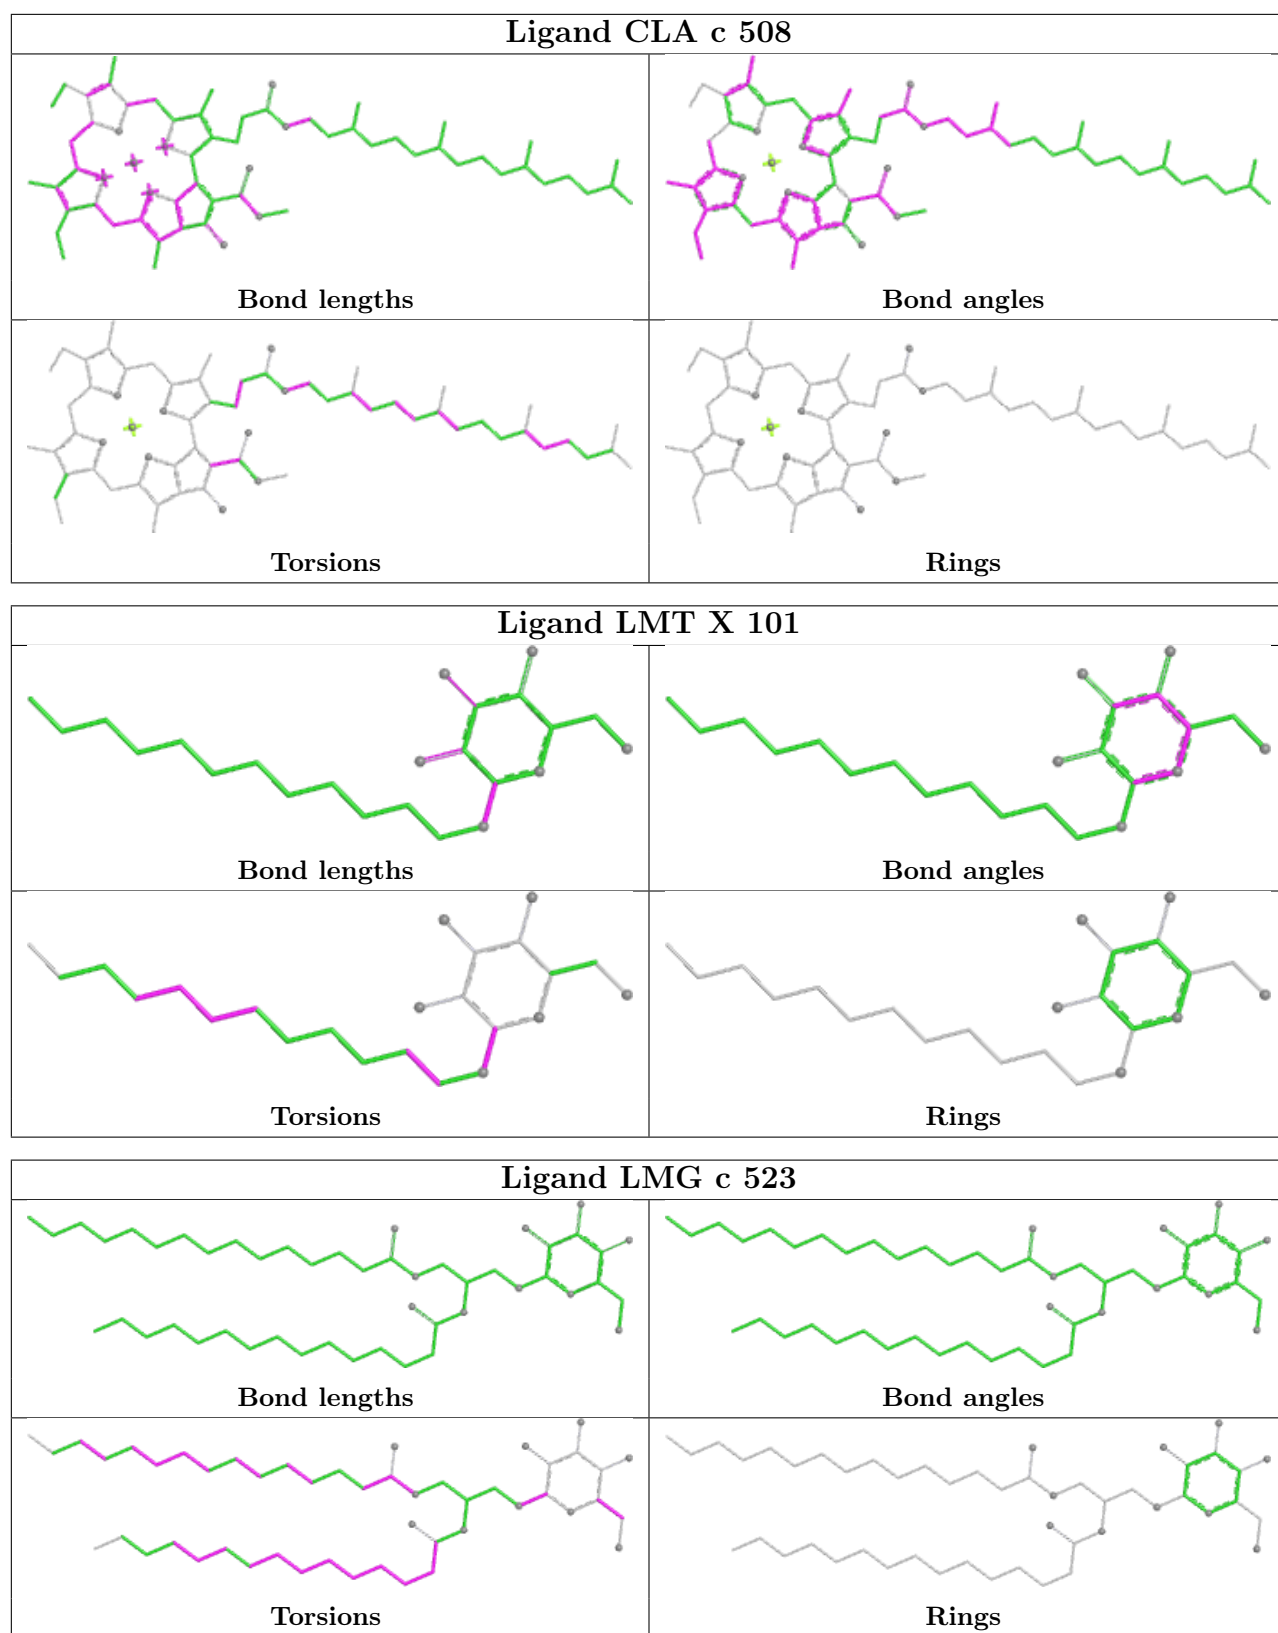 Ligand CLA c 508
Bond lengths
Bond angles
Torsions
Rings
Ligand LMT X 101
Bond lengths
Bond angles
Torsions
Rings
Ligand LMG c 523
Bond lengths
Bond angles
Torsions
Rings